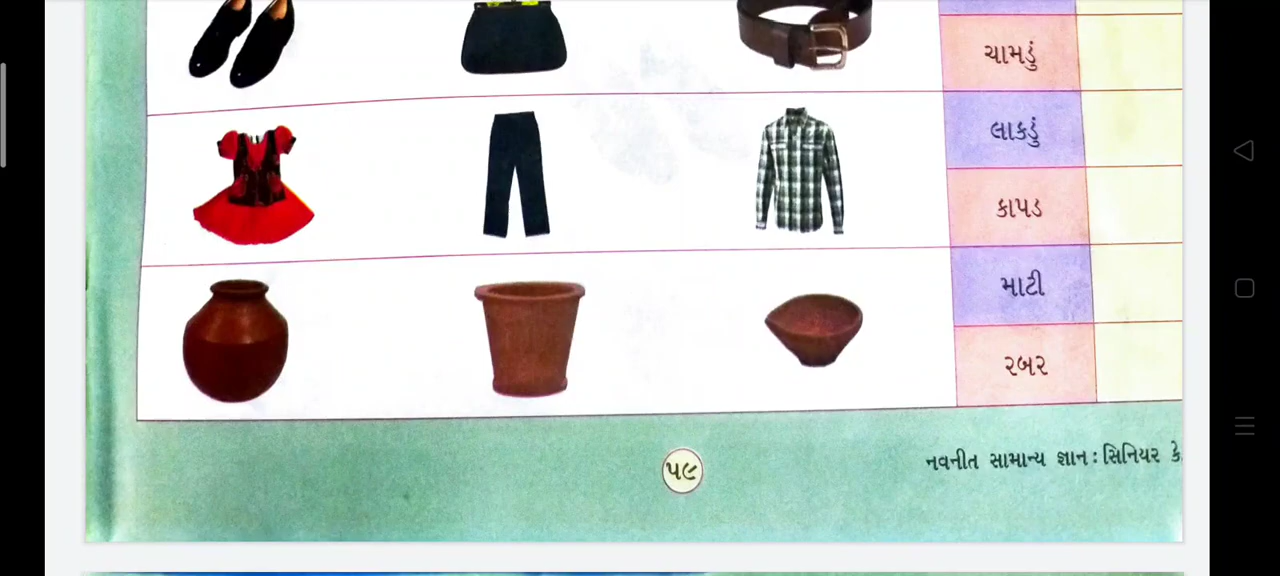 ચામડું
લાકડું
કાપડ
માટી
રબર
૫૯
નવનીત સામાન્ય જ્ઞાન : સિનિયર કે.